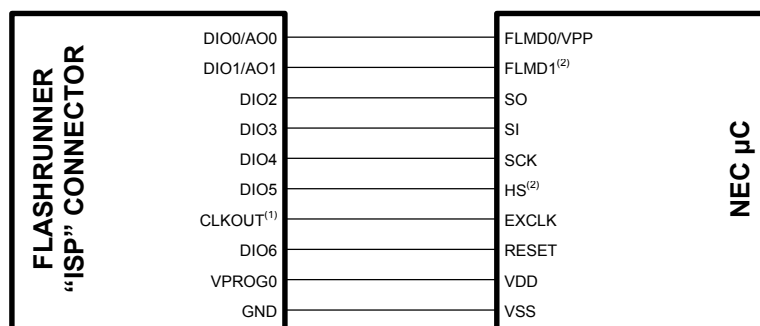 FLASHRUNNER
“ISP” CONNECTOR
DIO0/AO0
DIO1/AO1
DIO2
DIO3
DIO4
DIO5
CLKOUT(1)
DIO6
VPROG0
GND
FLMD0/VPP
FLMD1(2)
SO
SI
SCK
HS(2)
EXCLK
RESET
VDD
VSS
NEC µC